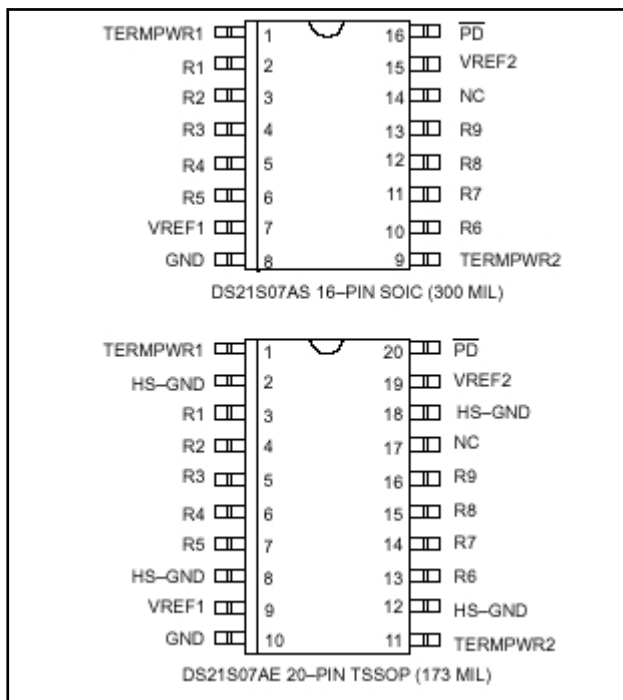 TERMPWR1 1 16 P̅D̅
R1 2 15 VREF2
R2 3 14 NC
R3 4 13 R9
R4 5 12 R8
R5 6 11 R7
VREF1 7 10 R6
GND 8 9 TERMPWR2
DS21S07AS 16–PIN SOIC (300 MIL)
TERMPWR1 1 20 P̅D̅
HS–GND 2 19 VREF2
R1 3 18 HS–GND
R2 4 17 NC
R3 5 16 R9
R4 6 15 R8
R5 7 14 R7
HS–GND 8 13 R6
VREF1 9 12 HS–GND
GND 10 11 TERMPWR2
DS21S07AE 20–PIN TSSOP (173 MIL)